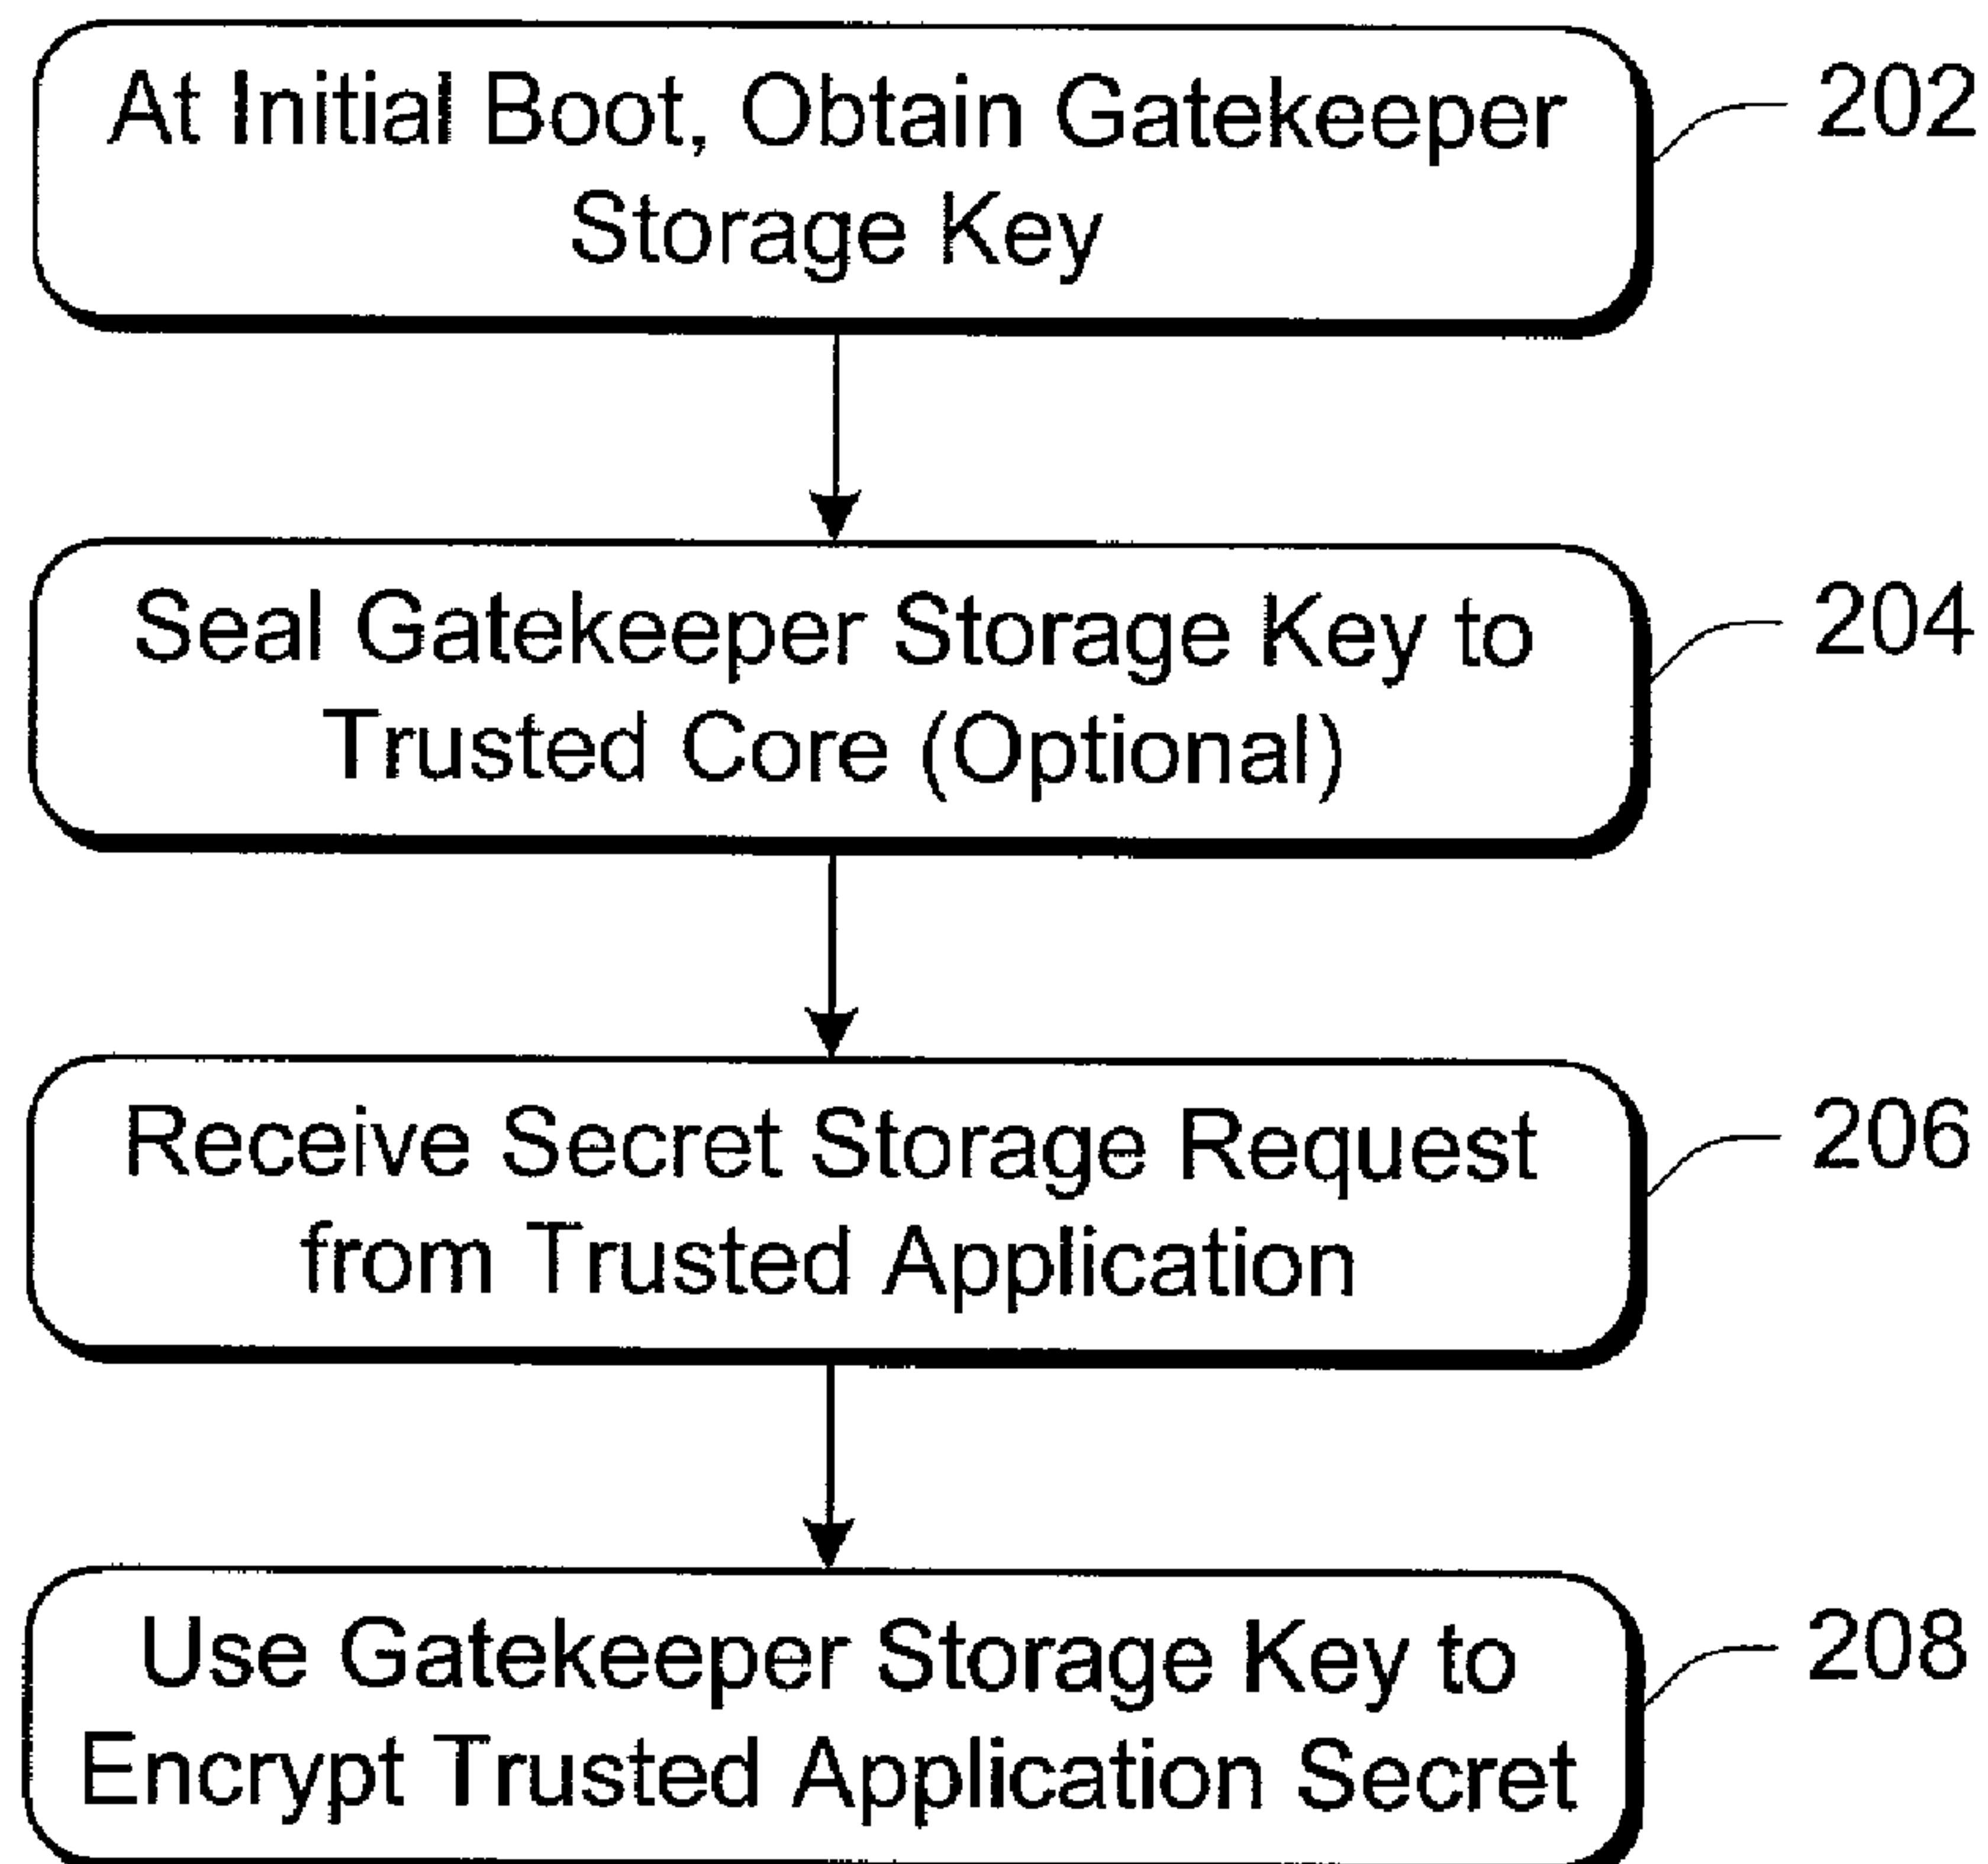 At Initial Boot, Obtain Gatekeeper
Storage Key
202
Seal Gatekeeper Storage Key to
Trusted Core (Optional)
204
Receive Secret Storage Request
from Trusted Application
206
Use Gatekeeper Storage Key to
Encrypt Trusted Application Secret
208